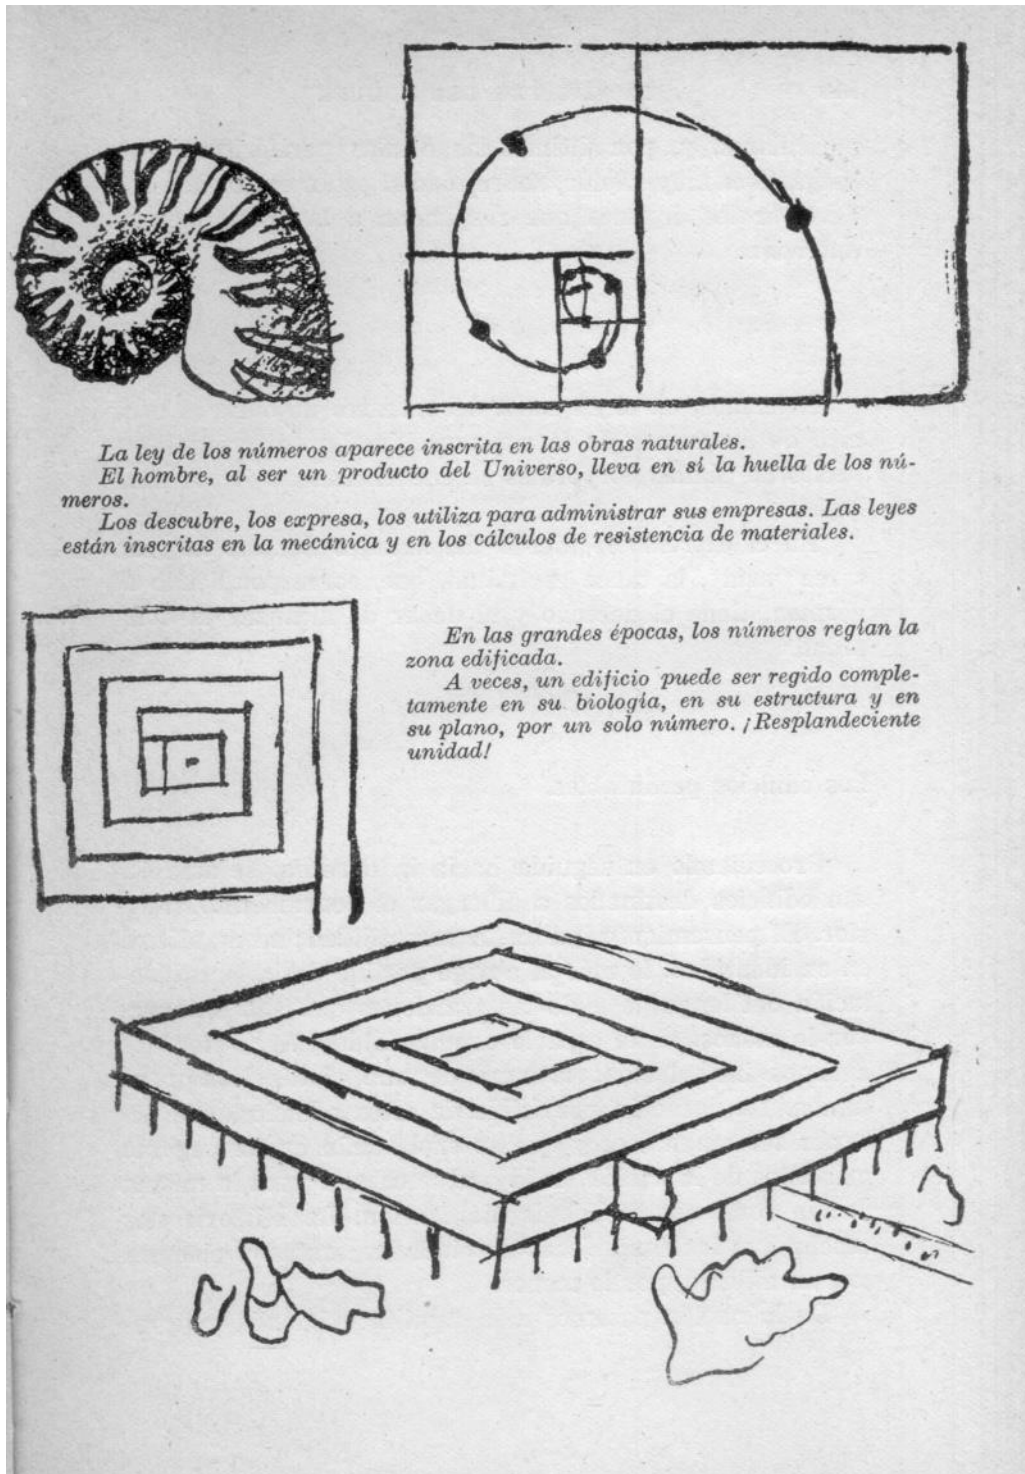 La ley de los números aparece inscrita en las obras naturales.
El hombre, al ser un producto del Universo, lleva en sí la huella de los nú-
meros.
Los descubre, los expresa, los utiliza para administrar sus empresas. Las leyes
están inscritas en la mecánica y en los cálculos de resistencia de materiales.
En las grandes épocas, los números regían la
zona edificada.
A veces, un edificio puede ser regido comple-
tamente en su biología, en su estructura y en
su plano, por un solo número. ¡Resplandeciente
unidad!